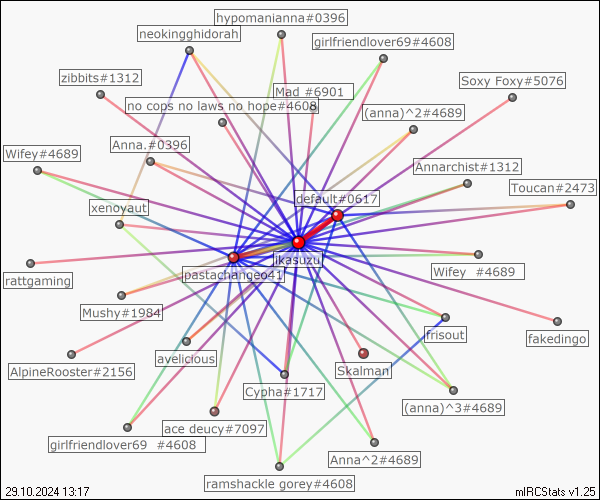 hypomanianna#0396
neokingghidorah
girlfriendlover69#4608
zibbits#1312
Soxy Foxy#5076
Mad #6901
no cops no laws no hope#4608
(anna)^2#4689
Anna.#0396
Wifey#4689
Annarchist#1312
Toucan#2473
default#0617
xenoyaut
ikasuzu
pastachangeo41
Wifey #4689
rattgaming
Mushy#1984
frisout
fakedingo
avelicious
Skalman
AlpineRooster#2156
Cypha#1717
(anna)^3#4689
ace deucy#7097
girlfriendlover69 #4608
Anna^2#4689
ramshackle gorey#4608
29.10.2024 13:17
mIRCStats v1.25